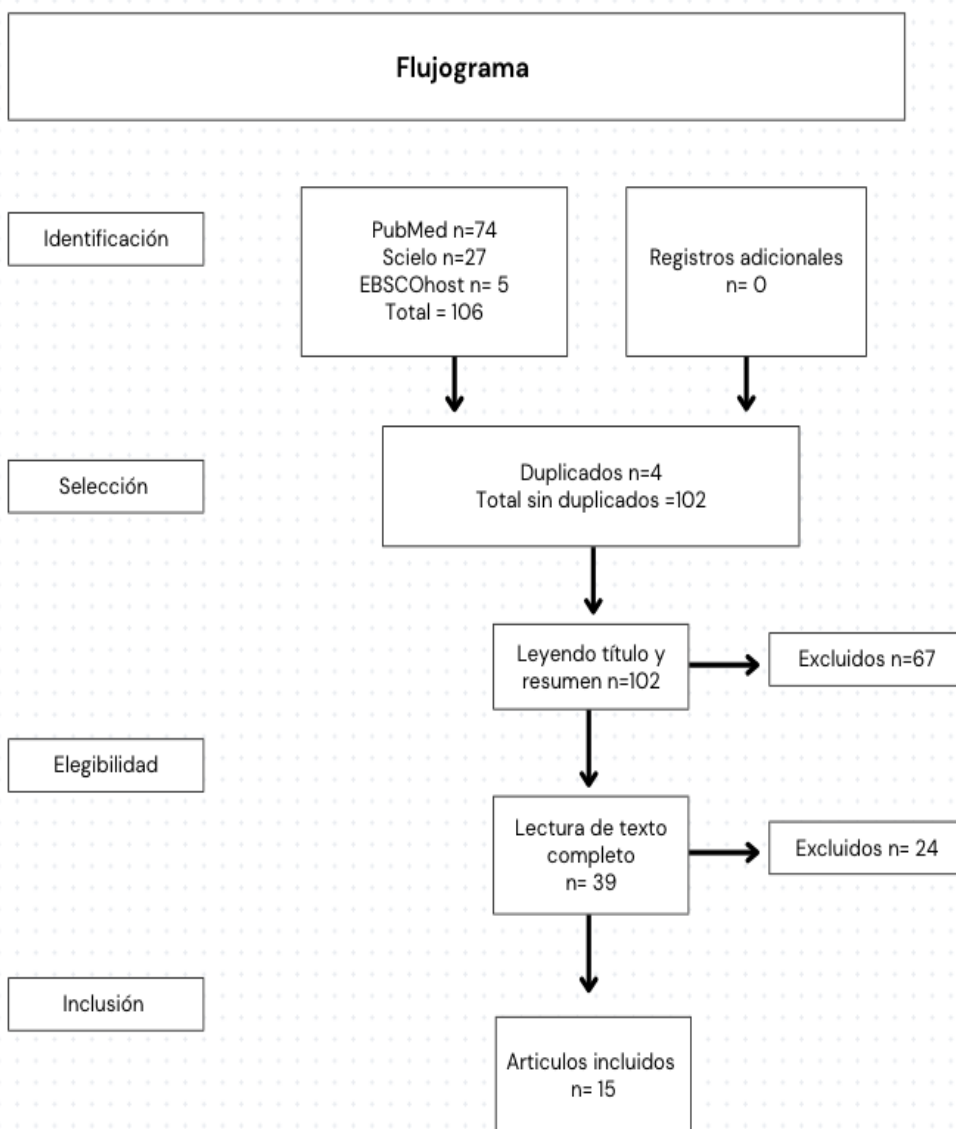 Flujograma
Identificación
PubMed n=74
Scielo n=27
EBSCOhost n= 5
Total = 106
Registros adicionales
n= 0
Selección
Duplicados n=4
Total sin duplicados =102
Leyendo título y
resumen n=102
Excluidos n=67
Elegibilidad
Lectura de texto
completo
n= 39
Excluidos n= 24
Inclusión
Articulos incluidos
n= 15